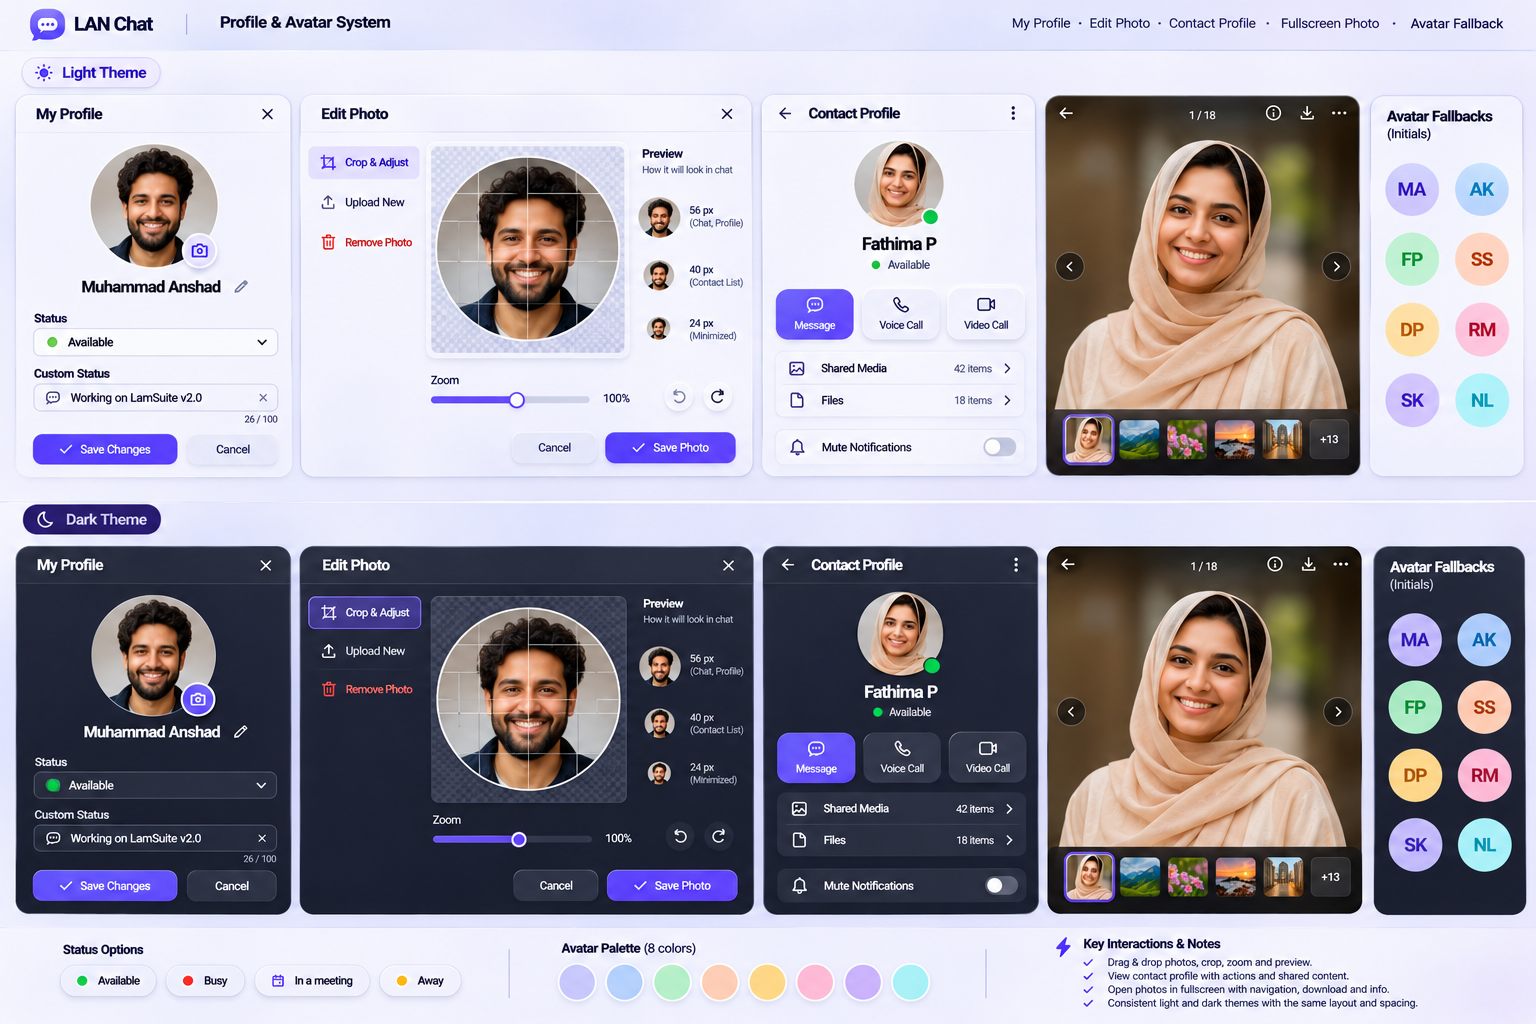 LAN Chat
Profile & Avatar System
My Profile • Edit Photo • Contact Profile • Fullscreen Photo • Avatar Fallback
Light Theme
My Profile
Muhammad Anshad
Status
Available
Custom Status
Working on LamSuite v2.0
26 / 100
Save Changes
Cancel
Edit Photo
Crop & Adjust
Upload New
Remove Photo
Preview
How it will look in chat
56 px
(Chat, Profile)
40 px
(Contact List)
24 px
(Minimized)
Zoom
100%
Cancel
Save Photo
Contact Profile
Fathima P
Available
Message
Voice Call
Video Call
Shared Media 42 items
Files 18 items
Mute Notifications
1 / 18
+13
Avatar Fallbacks
(Initials)
MA AK
FP SS
DP RM
SK NL
Dark Theme
My Profile
Muhammad Anshad
Status
Available
Custom Status
Working on LamSuite v2.0
26 / 100
Save Changes
Cancel
Edit Photo
Crop & Adjust
Upload New
Remove Photo
Preview
How it will look in chat
56 px
(Chat, Profile)
40 px
(Contact List)
24 px
(Minimized)
Zoom
100%
Cancel
Save Photo
Contact Profile
Fathima P
Available
Message
Voice Call
Video Call
Shared Media 42 items
Files 18 items
Mute Notifications
1 / 18
+13
Avatar Fallbacks
(Initials)
MA AK
FP SS
DP RM
SK NL
Status Options
Available
Busy
In a meeting
Away
Avatar Palette (8 colors)
Key Interactions & Notes
Drag & drop photos, crop, zoom and preview.
View contact profile with actions and shared content.
Open photos in fullscreen with navigation, download and info.
Consistent light and dark themes with the same layout and spacing.